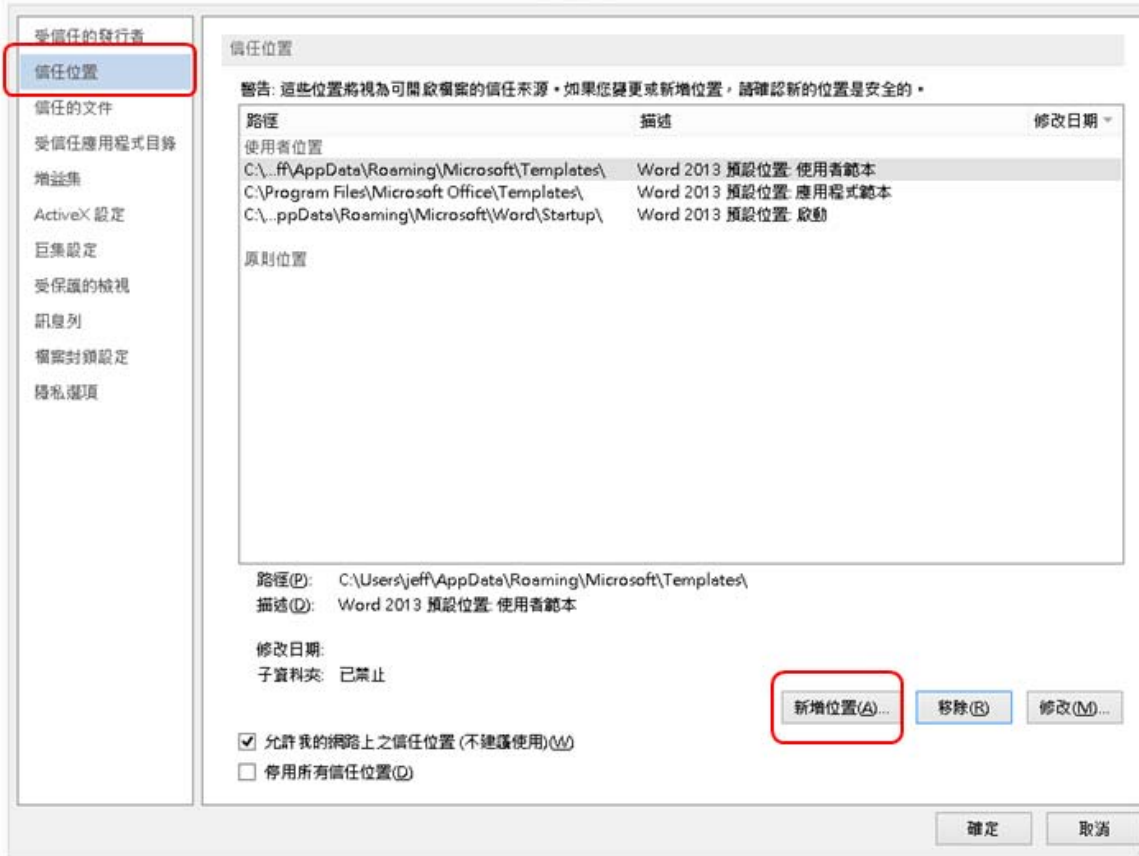 受信任的發行者
信任位置
信任的文件
受信任應用程式目錄
增益集
ActiveX 設定
巨集設定
受保護的檢視
訊息列
檔案封鎖設定
隱私選項
信任位置
警告: 這些位置將視為可開啟檔案的信任來源。如果您變更或新增位置，請確認新的位置是安全的。
路徑 描述 修改日期
使用者位置
C:\...ff\AppData\Roaming\Microsoft\Templates\ Word 2013 預設位置: 使用者範本
C:\Program Files\Microsoft Office\Templates\ Word 2013 預設位置: 應用程式範本
C:\...ppData\Roaming\Microsoft\Word\Startup\ Word 2013 預設位置: 啟動
原則位置
路徑(P): C:\Users\jeff\AppData\Roaming\Microsoft\Templates\
描述(D): Word 2013 預設位置: 使用者範本
修改日期:
子資料夾: 已禁止
新增位置(A)... 移除(R) 修改(M)...
允許我的網路上之信任位置 (不建議使用)(W)
停用所有信任位置(D)
確定 取消